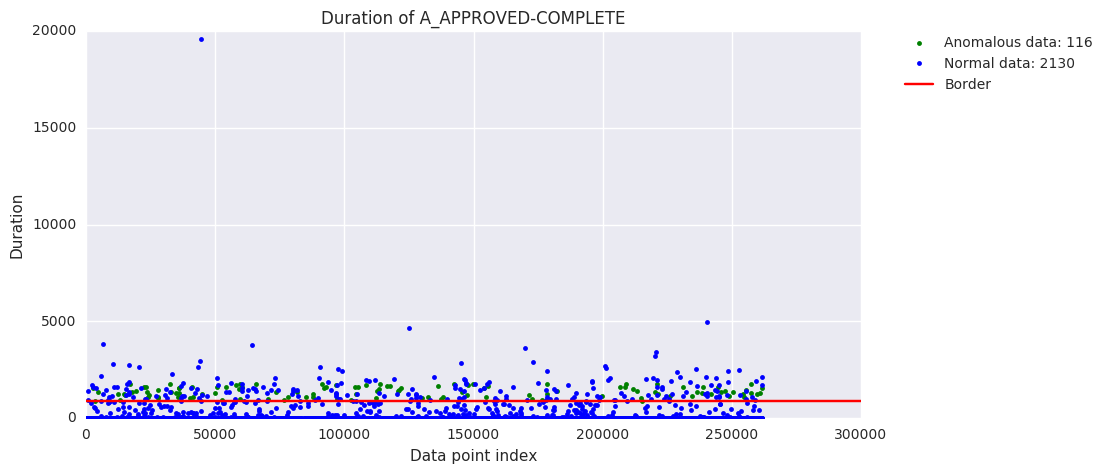 Duration of A_APPROVED-COMPLETE
Anomalous data: 116
Normal data: 2130
Border
20000
15000
10000
5000
0
Duration
0 50000 100000 150000 200000 250000 300000
Data point index